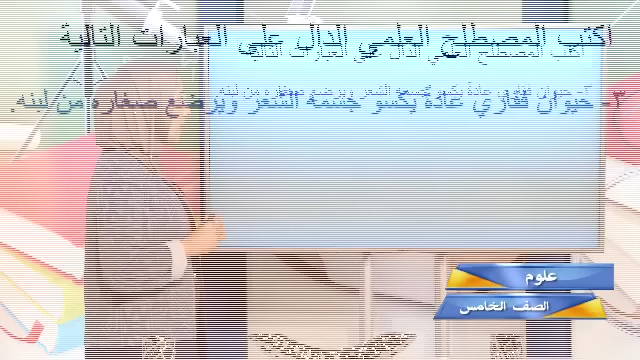 اكتب المصطلح العلمي الدال على العبارات التالية
٣- حيوان فقاري عادة يكسو جسمه الشعر ويرضع صغاره من لبنه.
علوم
الصف الخامس